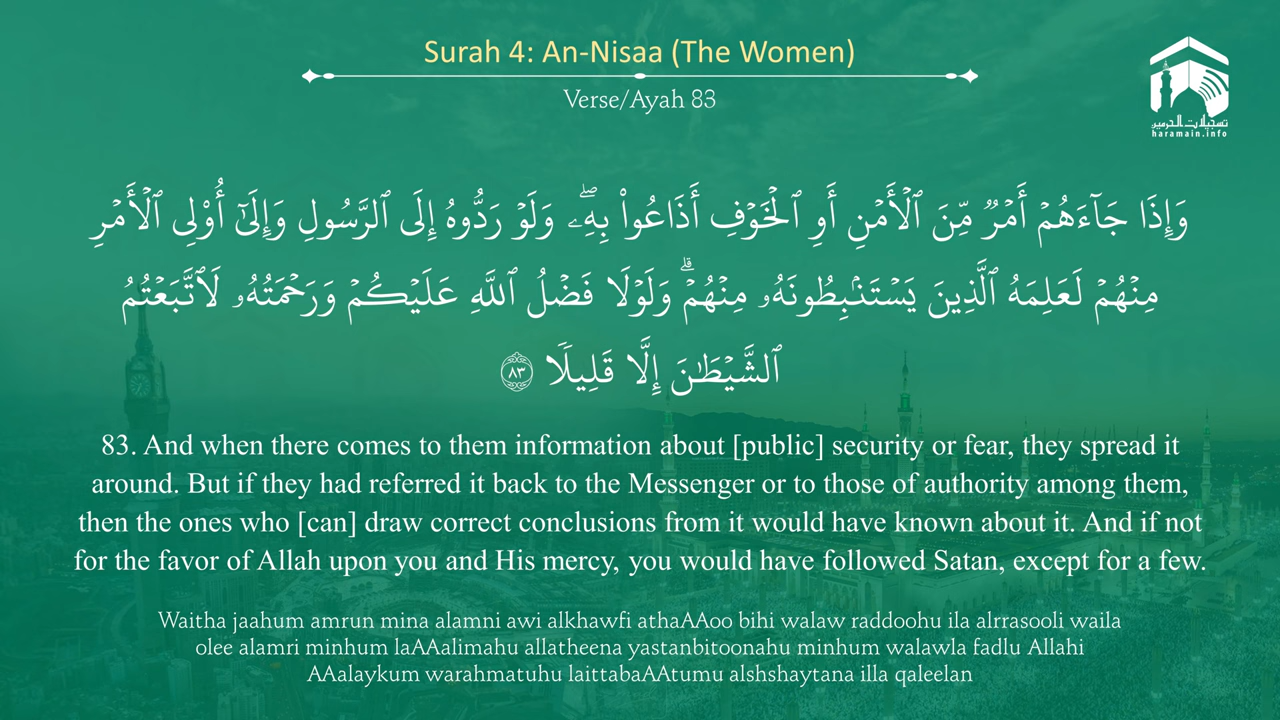 Surah 4: An-Nisaa (The Women)
Verse/Ayah 83
تسجيلات الحرمين
haramain.info
وَإِذَا جَآءَهُمۡ أَمۡرٞ مِّنَ ٱلۡأَمۡنِ أَوِ ٱلۡخَوۡفِ أَذَاعُواْ بِهِۦۖ وَلَوۡ رَدُّوهُ إِلَى ٱلرَّسُولِ وَإِلَىٰٓ أُوْلِي ٱلۡأَمۡرِ
مِنۡهُمۡ لَعَلِمَهُ ٱلَّذِينَ يَسۡتَنۢبِطُونَهُۥ مِنۡهُمۡۗ وَلَوۡلَا فَضۡلُ ٱللَّهِ عَلَيۡكُمۡ وَرَحۡمَتُهُۥ لَٱتَّبَعۡتُمُ
ٱلشَّيۡطَٰنَ إِلَّا قَلِيلٗا ٨٣
83. And when there comes to them information about [public] security or fear, they spread it
around. But if they had referred it back to the Messenger or to those of authority among them,
then the ones who [can] draw correct conclusions from it would have known about it. And if not
for the favor of Allah upon you and His mercy, you would have followed Satan, except for a few.
Waitha jaahum amrun mina alamni awi alkhawfi athaAAoo bihi walaw raddoohu ila alrrasooli waila
olee alamri minhum laAAalimahu allatheena yastanbitoonahu minhum walawla fadlu Allahi
AAalaykum warahmatuhu laittabaAAtumu alshshaytana illa qaleelan